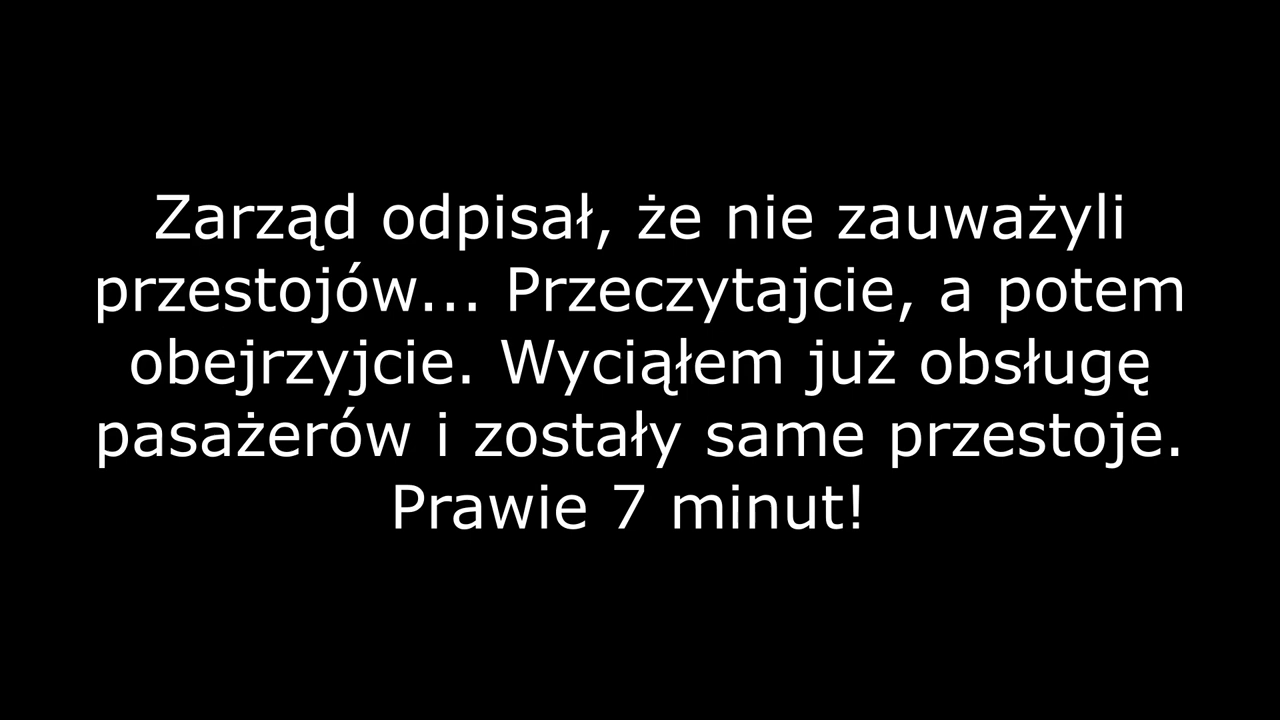 Zarząd odpisał, że nie zauważyli
przestojów... Przeczytajcie, a potem
obejrzyjcie. Wyciąłem już obsługę
pasażerów i zostały same przestoje.
Prawie 7 minut!